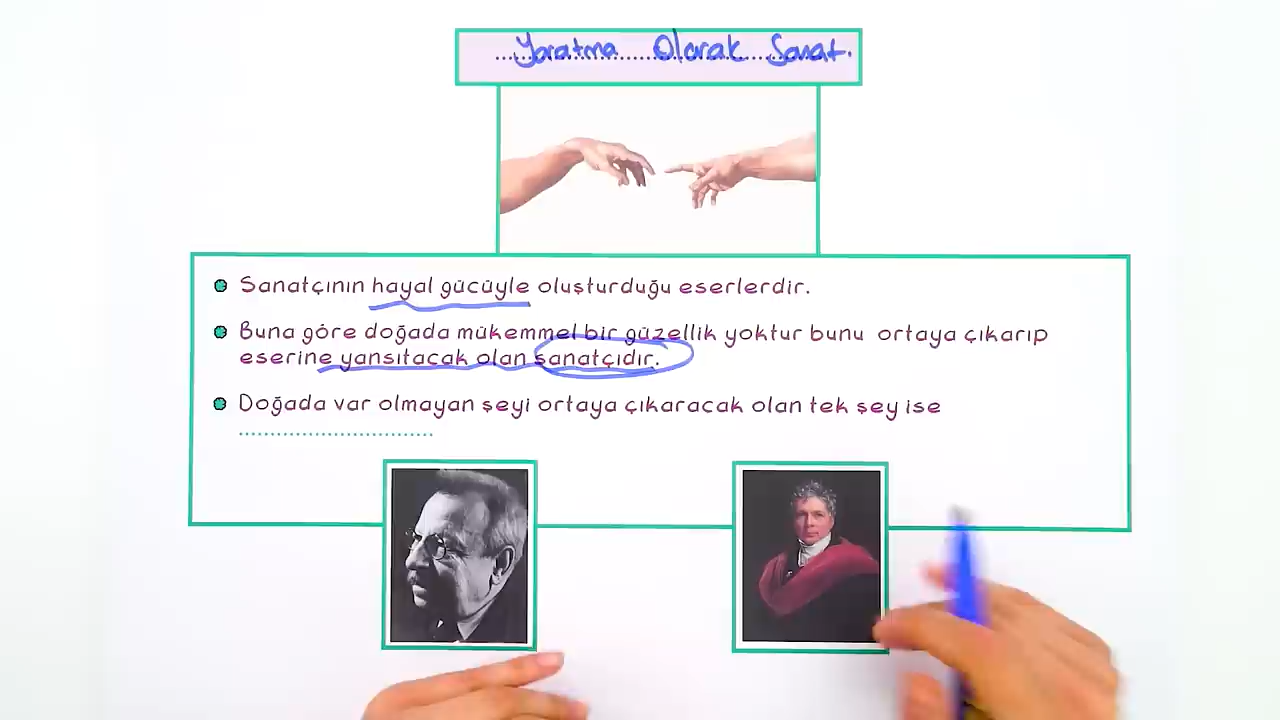 Yaratma Olarak Sanat.
Sanatçının hayal gücüyle oluşturduğu eserlerdir.
Buna göre doğada mükemmel bir güzellik yoktur bunu ortaya çıkarıp
eserine yansıtacak olan sanatçıdır.
Doğada var olmayan şeyi ortaya çıkaracak olan tek şey ise
..............................